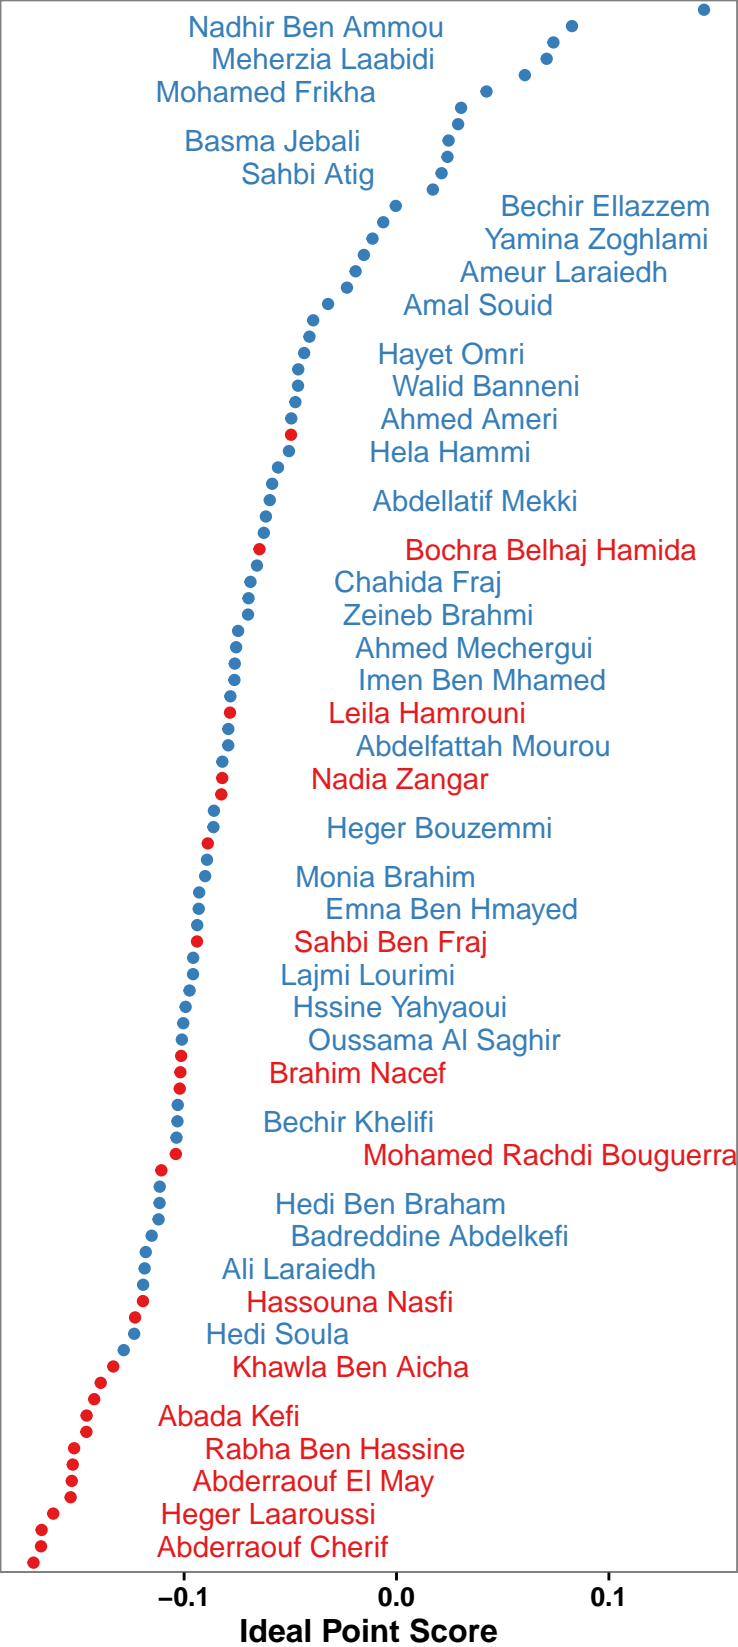 Nadhir Ben Ammou
Meherzia Laabidi
Mohamed Frikha
Basma Jebali
Sahbi Atig
Bechir Ellazzem
Yamina Zoghlami
Ameur Laraiedh
Amal Souid
Hayet Omri
Walid Banneni
Ahmed Ameri
Hela Hammi
Abdellatif Mekki
Bochra Belhaj Hamida
Chahida Fraj
Zeineb Brahmi
Ahmed Mechergui
Imen Ben Mhamed
Leila Hamrouni
Abdelfattah Mourou
Nadia Zangar
Heger Bouzemmi
Monia Brahim
Emna Ben Hmayed
Sahbi Ben Fraj
Lajmi Lourimi
Hssine Yahyaoui
Oussama Al Saghir
Brahim Nacef
Bechir Khelifi
Mohamed Rachdi Bouguerra
Hedi Ben Braham
Badreddine Abdelkefi
Ali Laraiedh
Hassouna Nasfi
Hedi Soula
Khawla Ben Aicha
Abada Kefi
Rabha Ben Hassine
Abderraouf El May
Heger Laaroussi
Abderraouf Cherif
−0.1 0.0 0.1
Ideal Point Score